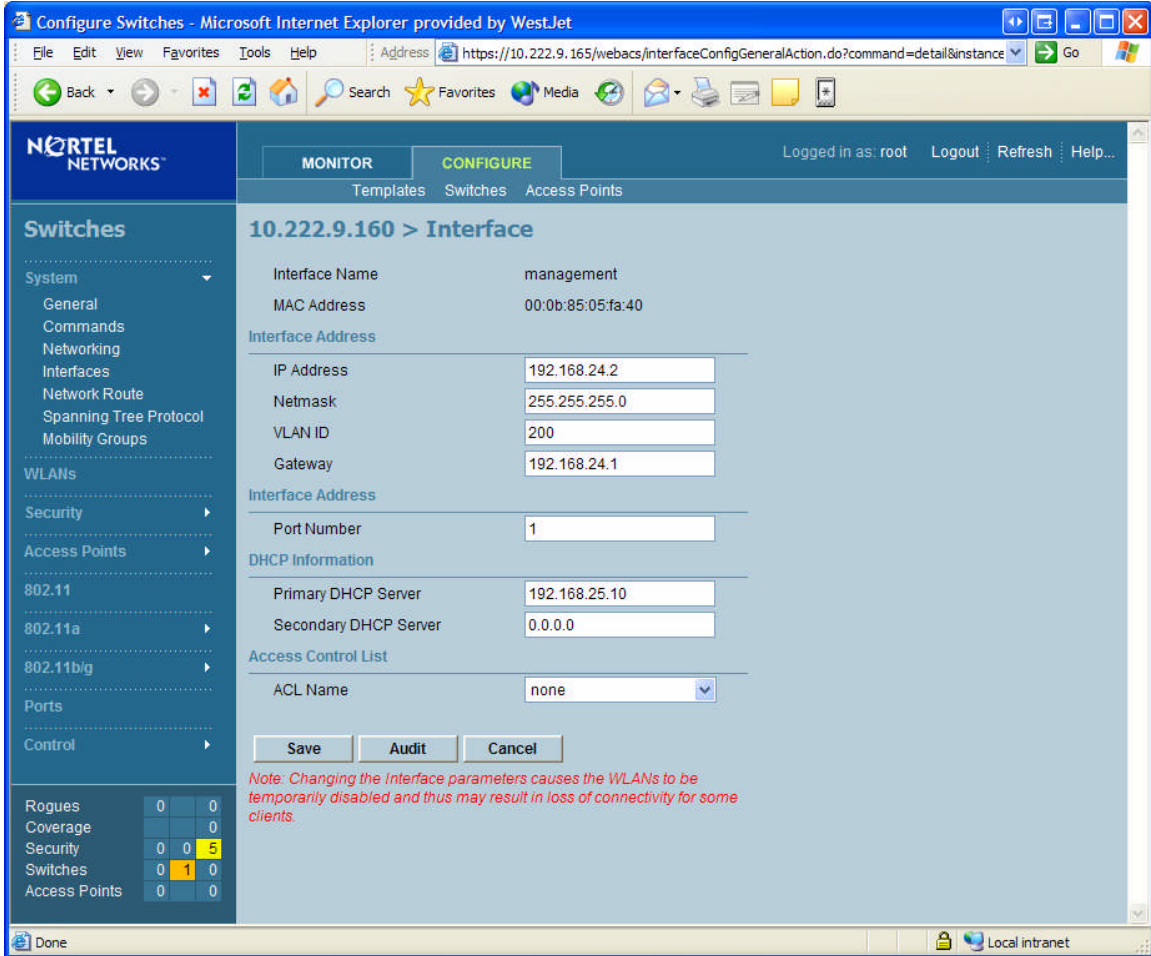 Configure Switches - Microsoft Internet Explorer provided by WestJet
File Edit View Favorites Tools Help Address https://10.222.9.165/webacs/interfaceConfigGeneralAction.do?command=detail&instance Go
Back Search Favorites Media
NORTEL
NETWORKS™
MONITOR CONFIGURE
Logged in as: root Logout Refresh Help...
Templates Switches Access Points
Switches
System
General
Commands
Networking
Interfaces
Network Route
Spanning Tree Protocol
Mobility Groups
WLANs
Security
Access Points
802.11
802.11a
802.11b/g
Ports
Control
Rogues 0 0
Coverage 0
Security 0 0 5
Switches 0 1 0
Access Points 0 0
10.222.9.160 > Interface
Interface Name management
MAC Address 00:0b:85:05:fa:40
Interface Address
IP Address 192.168.24.2
Netmask 255.255.255.0
VLAN ID 200
Gateway 192.168.24.1
Interface Address
Port Number 1
DHCP Information
Primary DHCP Server 192.168.25.10
Secondary DHCP Server 0.0.0.0
Access Control List
ACL Name none
Save Audit Cancel
Note: Changing the Interface parameters causes the WLANs to be
temporarily disabled and thus may result in loss of connectivity for some
clients.
Done Local intranet